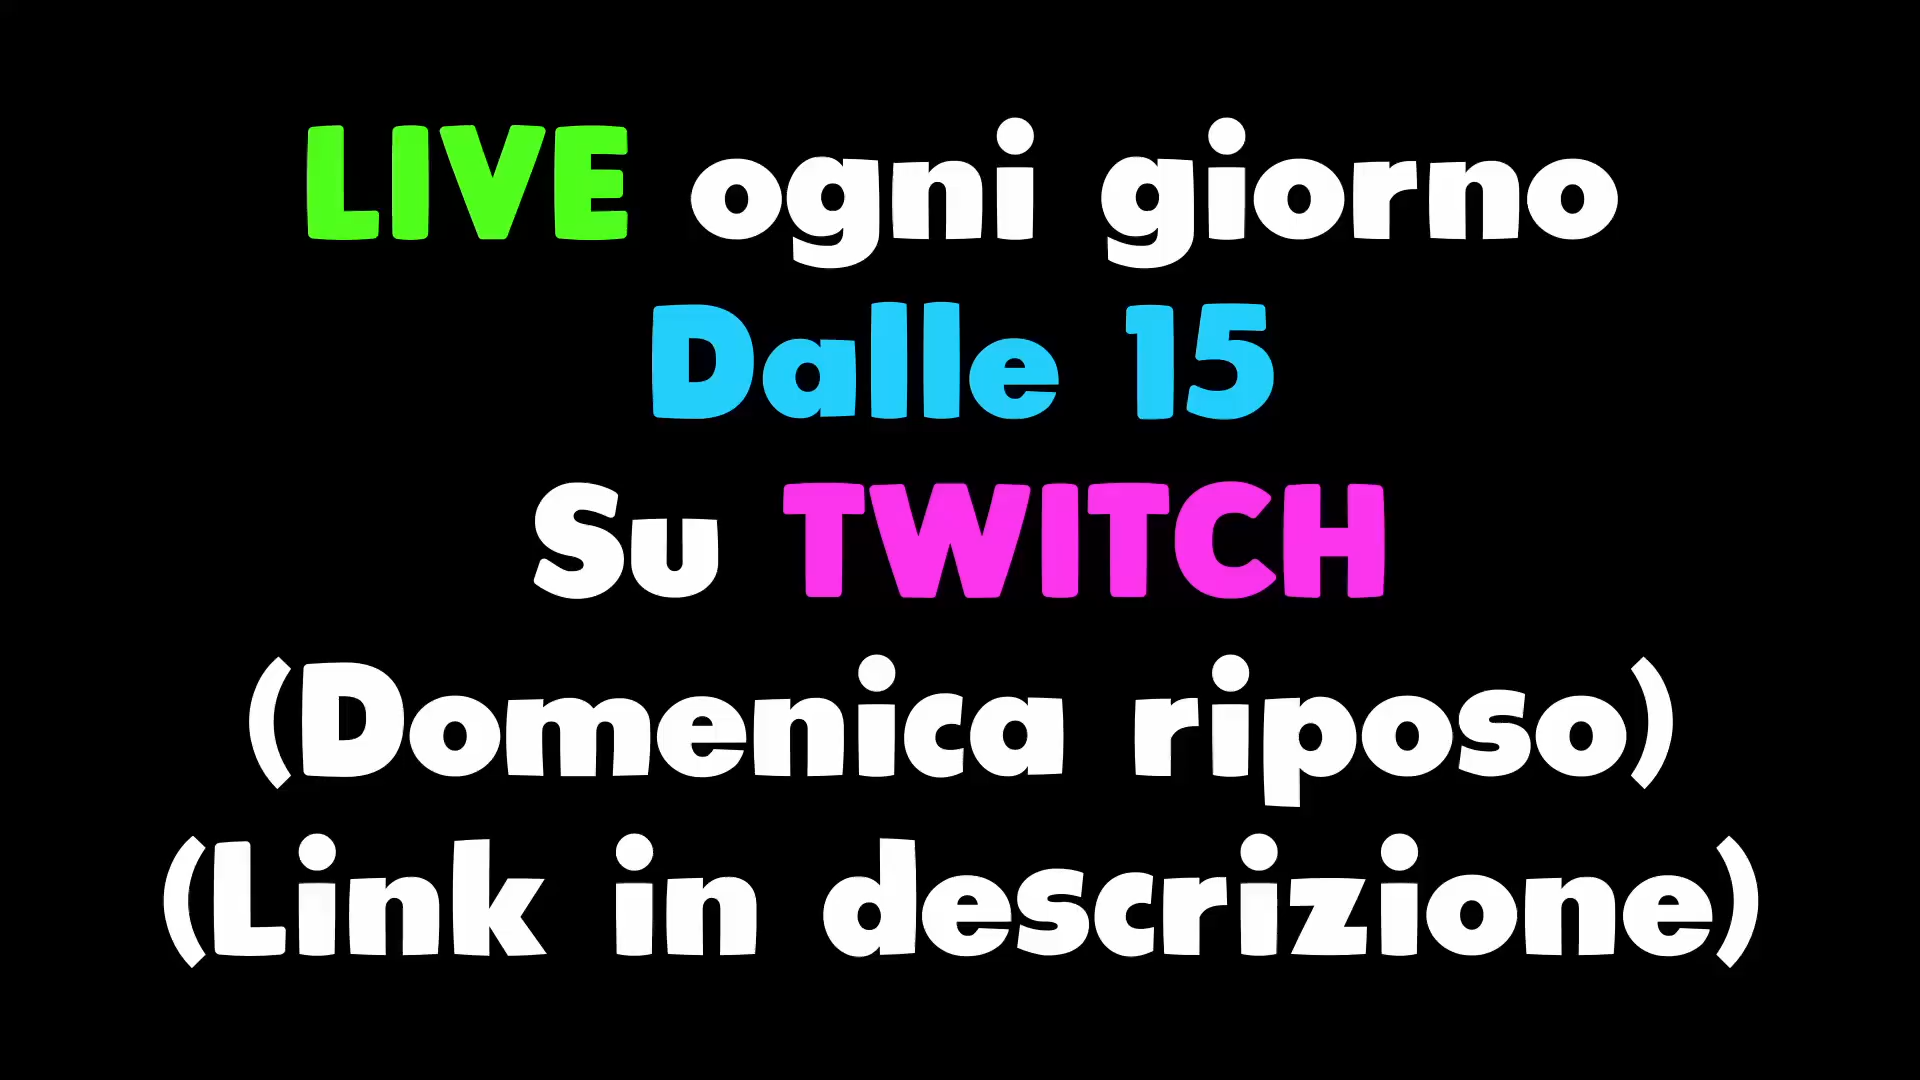 LIVE ogni giorno
Dalle 15
Su TWITCH
(Domenica riposo)
(Link in descrizione)